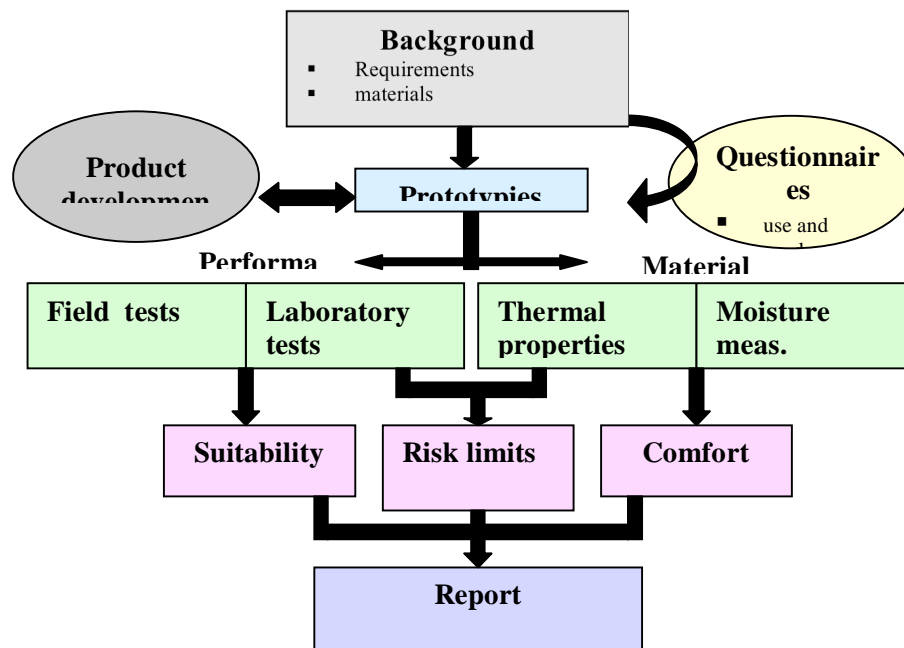 Background
▪ Requirements
▪ materials
Product
developmen
Questionnair
es
▪ use and
Prototypies
Performa
Material
Field tests
Laboratory
tests
Thermal
properties
Moisture
meas.
Suitability
Risk limits
Comfort
Report